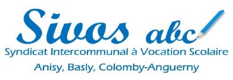 Sivos abc
Syndicat Intercommunal à Vocation Scolaire
Anisy, Basly, Colomby-Anguerny